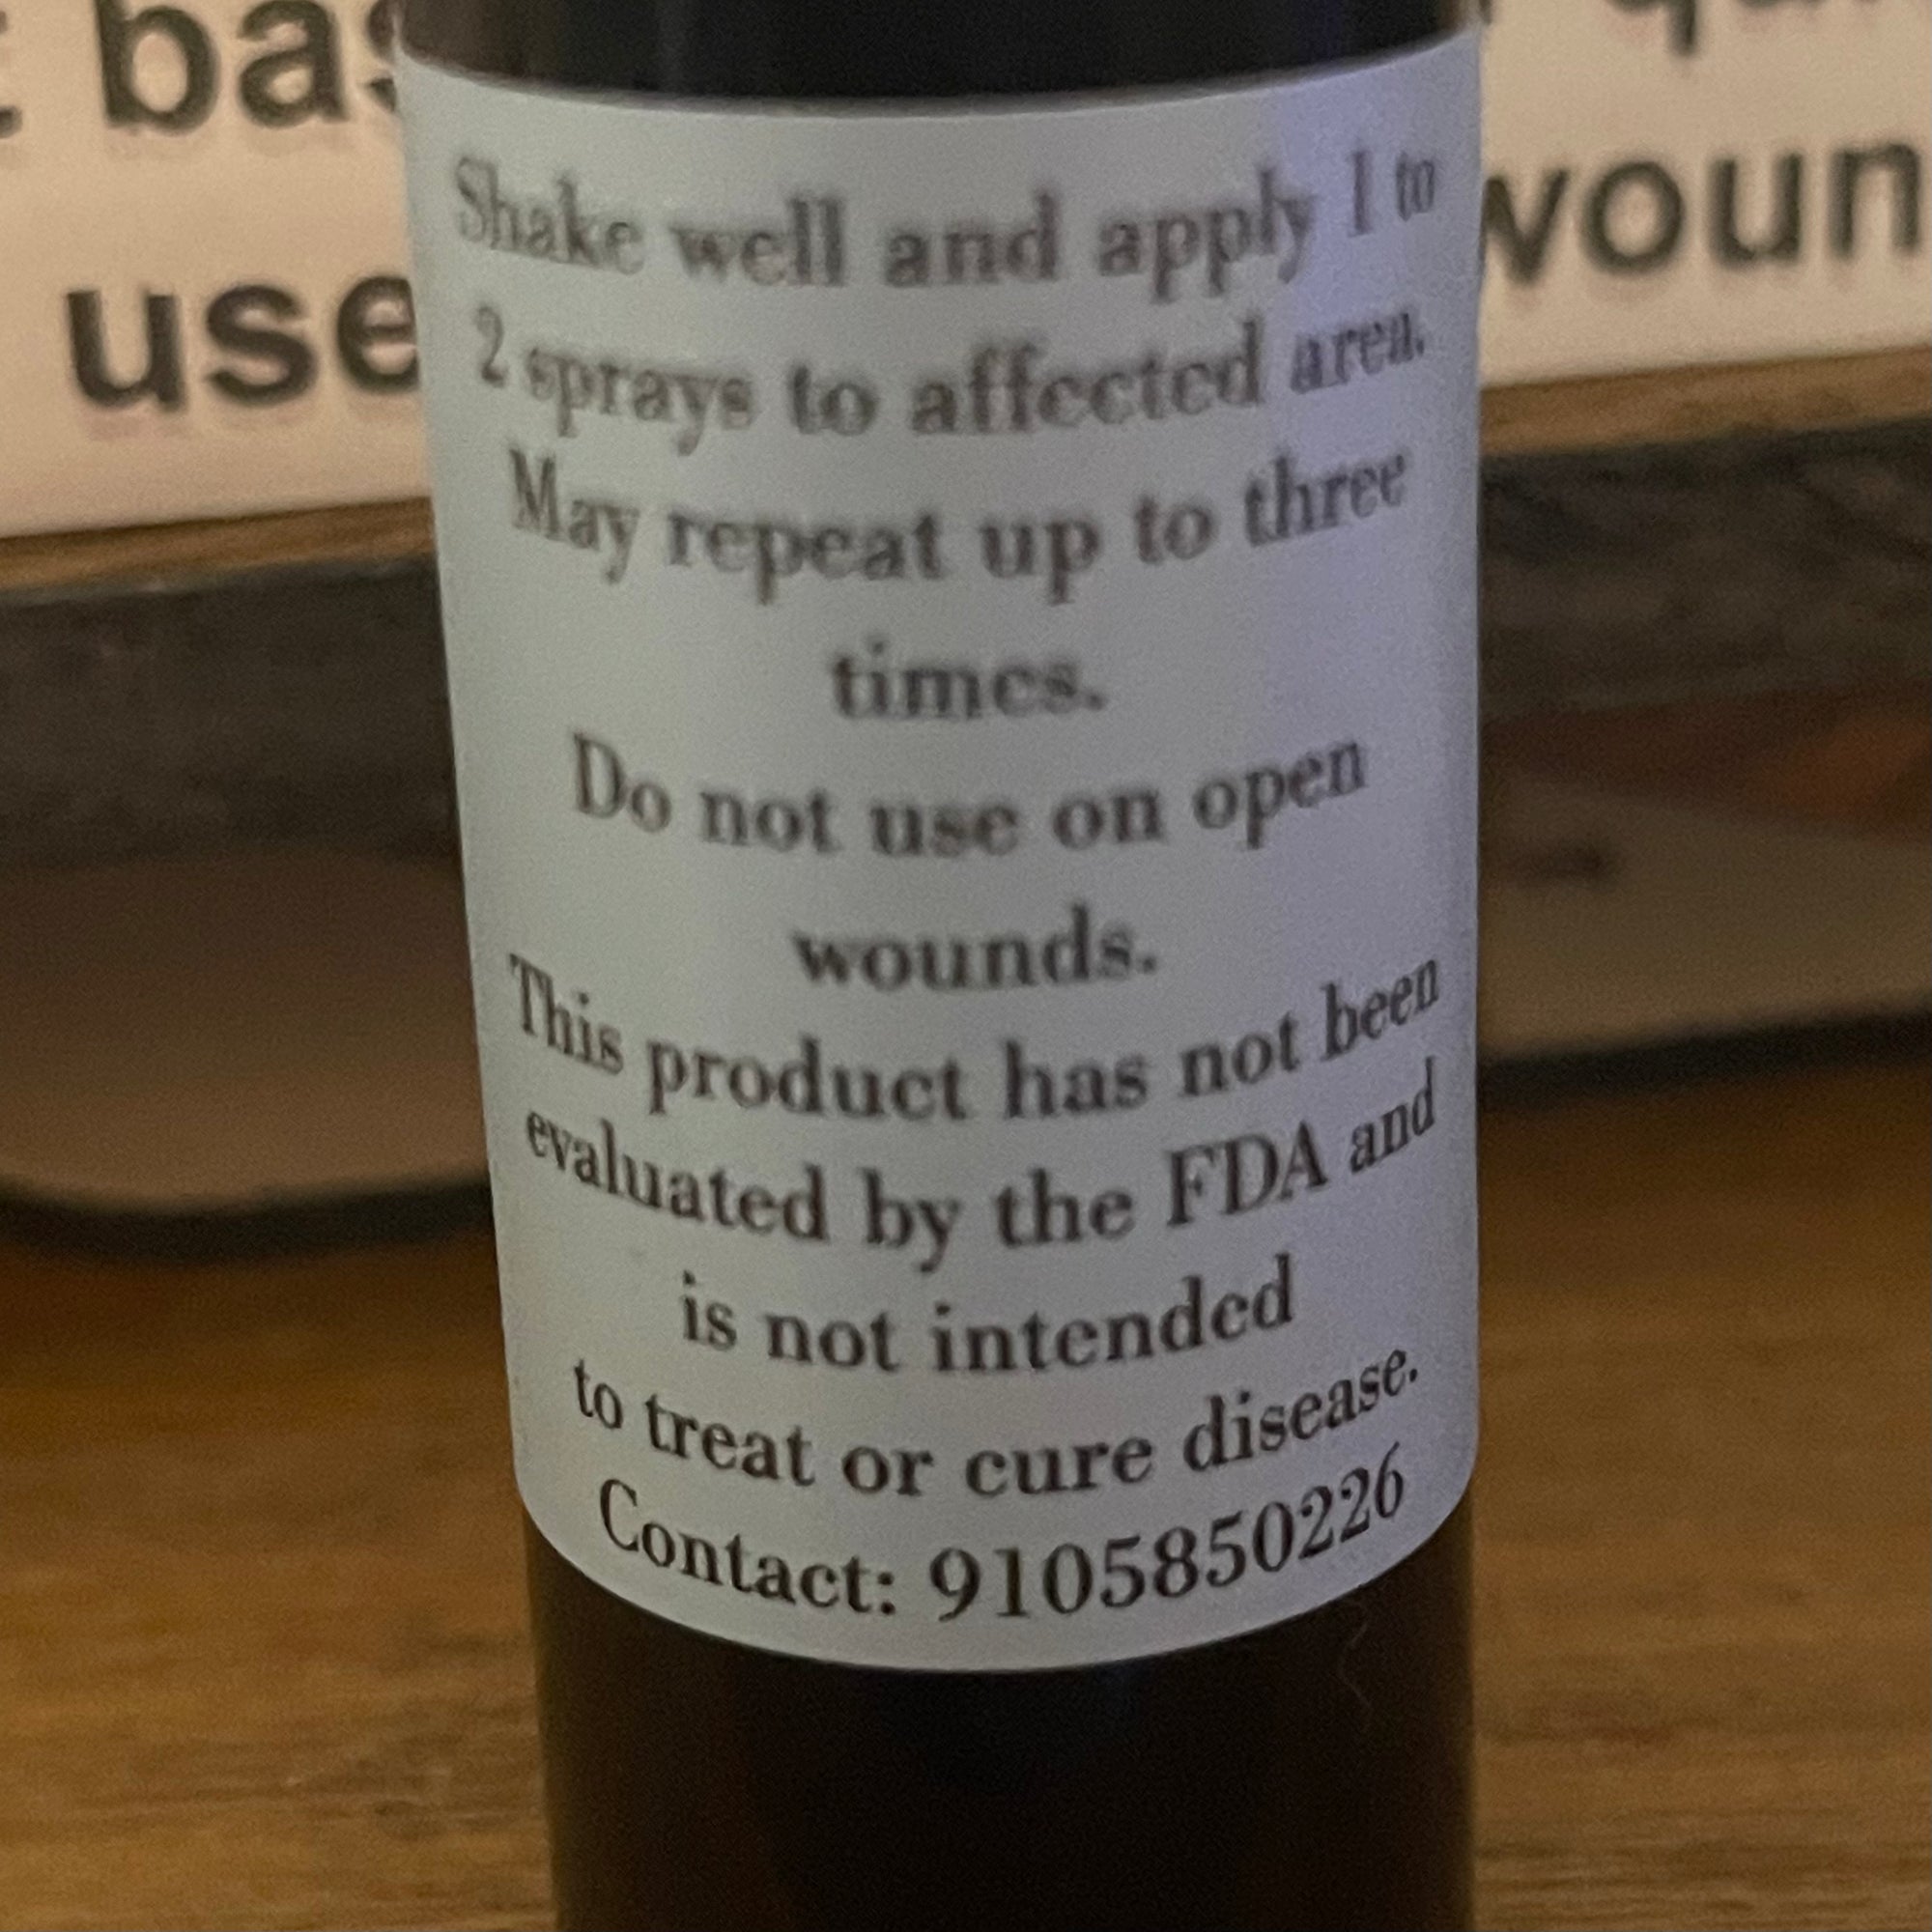 bas
use
woun
Shake well and apply 1 to
2 sprays to affected area.
May repeat up to three
times.
Do not use on open
wounds.
This product has not been
evaluated by the FDA and
is not intended
to treat or cure disease.
Contact: 9105850226